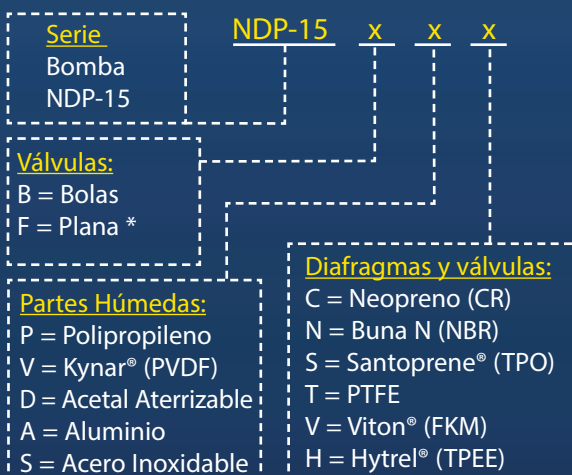 Serie
Bomba
NDP-15
NDP-15 x x x
Válvulas:
B = Bolas
F = Plana *
Partes Húmedas:
P = Polipropileno
V = Kynar® (PVDF)
D = Acetal Aterrizable
A = Aluminio
S = Acero Inoxidable
Diafragmas y válvulas:
C = Neopreno (CR)
N = Buna N (NBR)
S = Santoprene® (TPO)
T = PTFE
V = Viton® (FKM)
H = Hytrel® (TPEE)